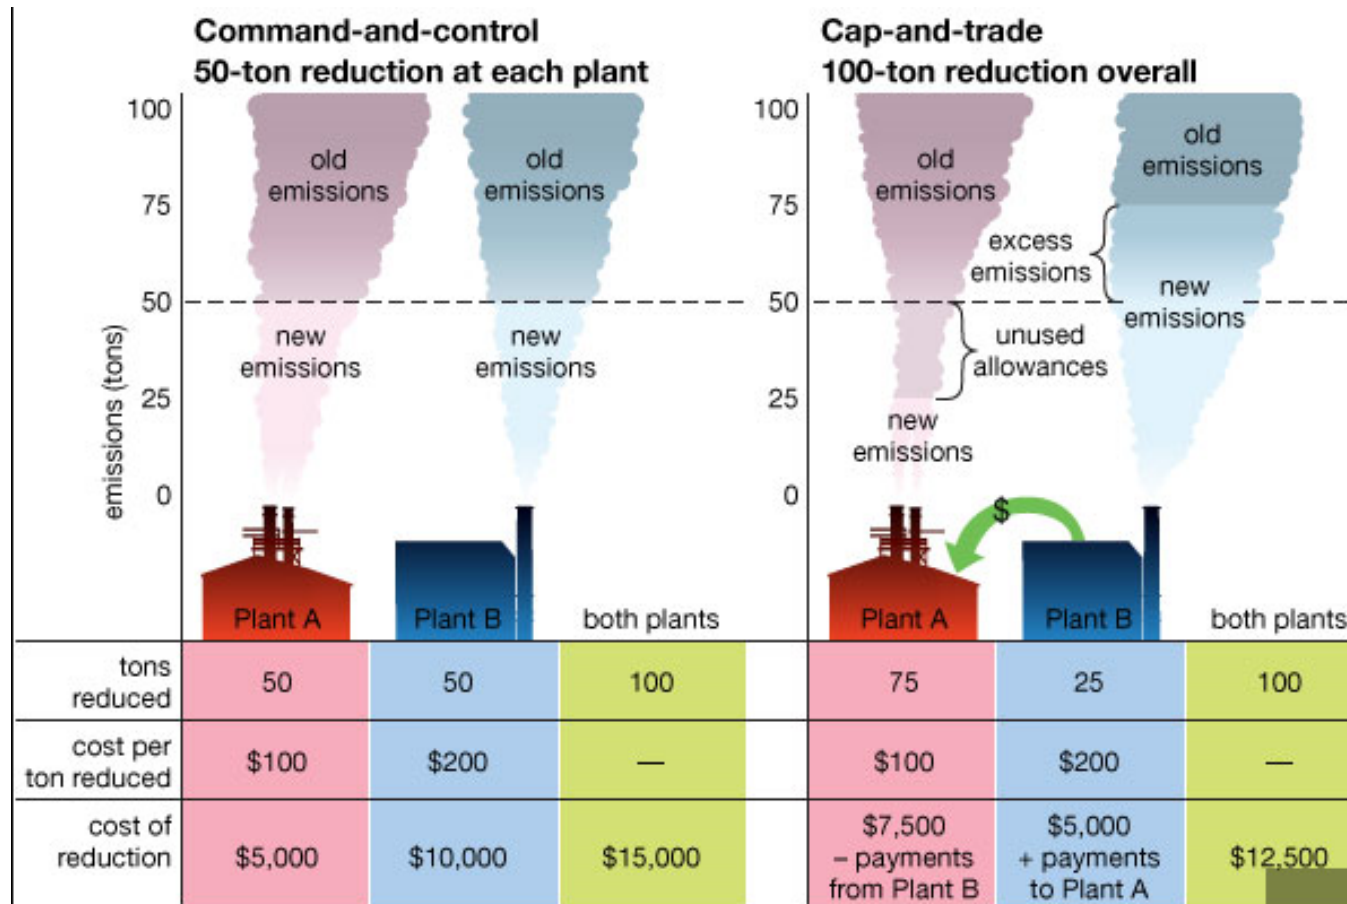 Command-and-control
50-ton reduction at each plant
100
75
50
25
0
emissions (tons)
old
emissions
old
emissions
new
emissions
new
emissions
Plant A
Plant B
both plants
Cap-and-trade
100-ton reduction overall
100
75
50
25
0
old
emissions
old
emissions
excess
emissions
new
emissions
unused
allowances
new
emissions
$
Plant A
Plant B
both plants
tons
reduced
50
50
100
75
25
100
cost per
ton reduced
$100
$200
—
$100
$200
—
cost of
reduction
$5,000
$10,000
$15,000
$7,500
– payments
from Plant B
$5,000
+ payments
to Plant A
$12,500